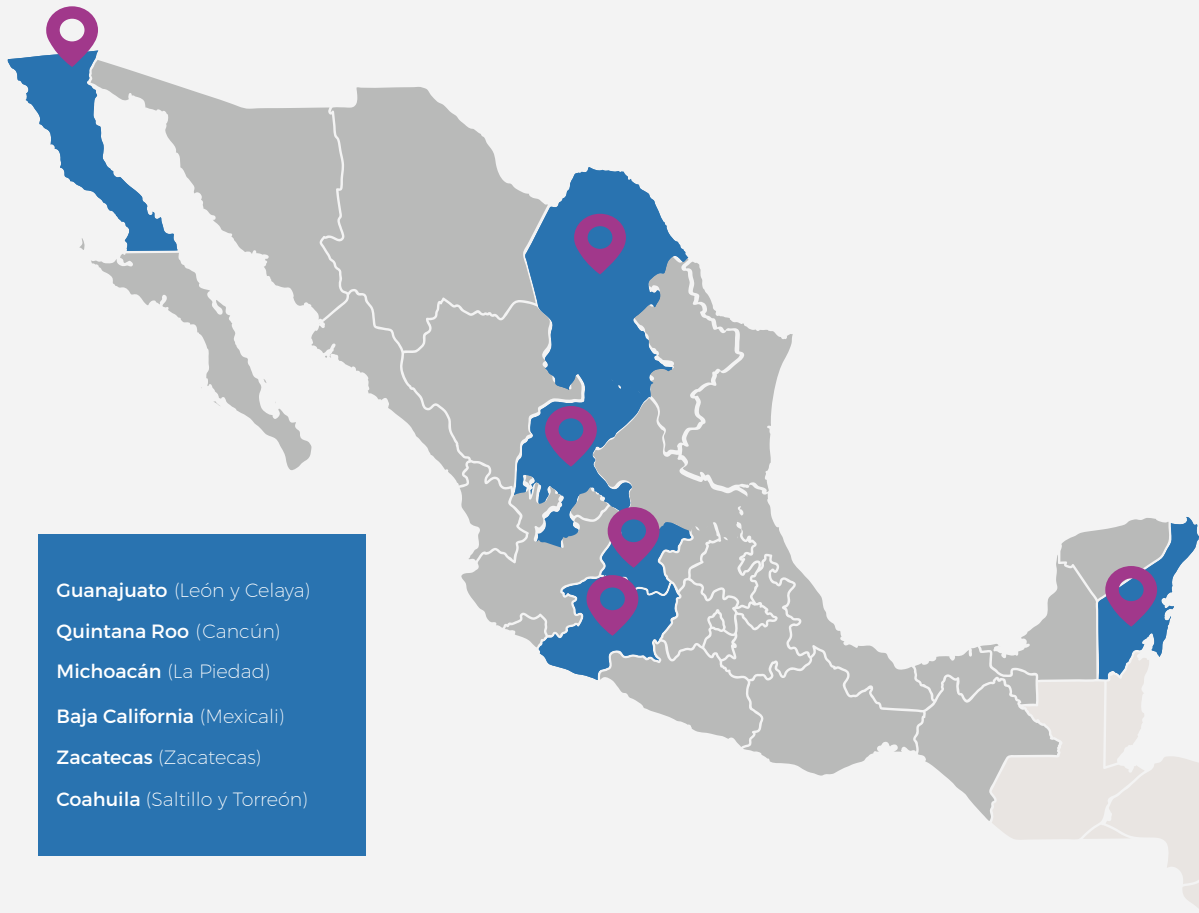 Guanajuato (León y Celaya)
Quintana Roo (Cancún)
Michoacán (La Piedad)
Baja California (Mexicali)
Zacatecas (Zacatecas)
Coahuila (Saltillo y Torreón)